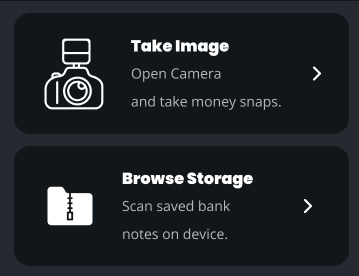 Take Image
Open Camera
and take money snaps.
Browse Storage
Scan saved bank
notes on device.